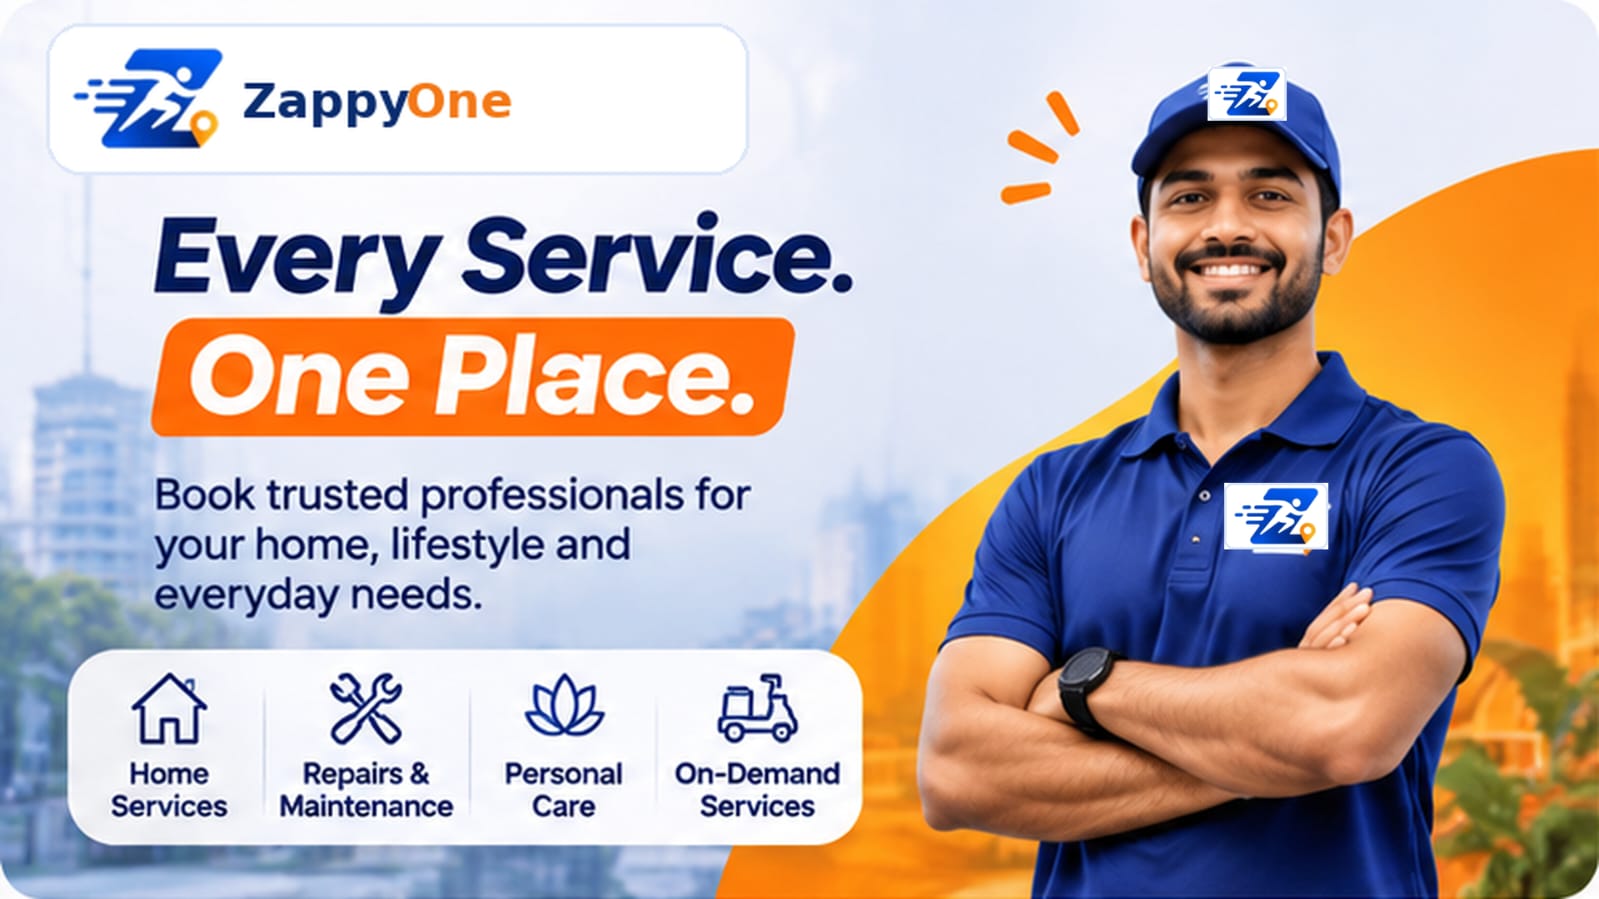 ZappyOne
Every Service.
One Place.
Book trusted professionals for
your home, lifestyle and
everyday needs.
Home
Services
Repairs &
Maintenance
Personal
Care
On-Demand
Services